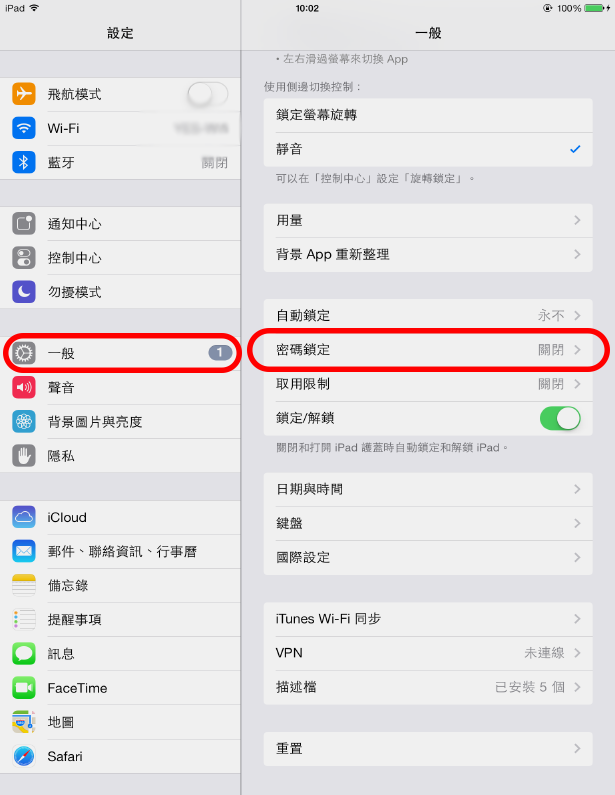 iPad
10:02
100%
設定
一般
飛航模式
Wi-Fi
藍牙 關閉
通知中心
控制中心
勿擾模式
一般 1
聲音
背景圖片與亮度
隱私
iCloud
郵件、聯絡資訊、行事曆
備忘錄
提醒事項
訊息
FaceTime
地圖
Safari
• 左右滑過螢幕來切換 App
使用側邊切換控制：
鎖定螢幕旋轉
靜音
可以在「控制中心」設定「旋轉鎖定」。
用量
背景 App 重新整理
自動鎖定 永不
密碼鎖定 關閉
取用限制 關閉
鎖定/解鎖
關閉和打開 iPad 護蓋時自動鎖定和解鎖 iPad。
日期與時間
鍵盤
國際設定
iTunes Wi-Fi 同步
VPN 未連線
描述檔 已安裝 5 個
重置